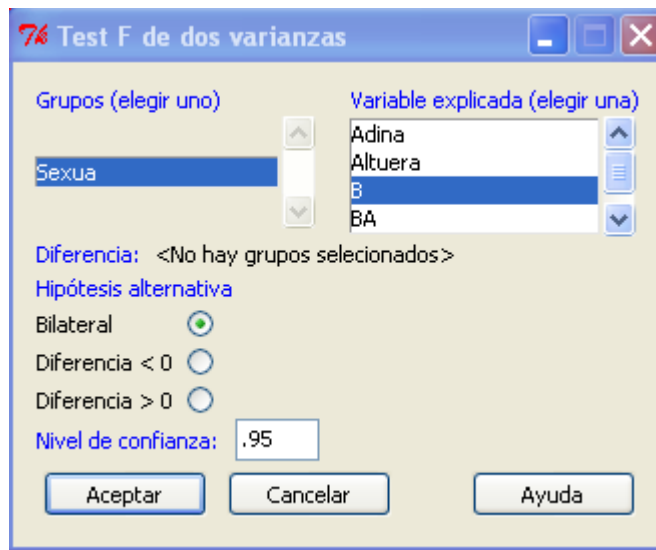 Test F de dos varianzas
Grupos (elegir uno)
Variable explicada (elegir una)
Sexua
Adina
Altuera
B
BA
Diferencia: <No hay grupos selecionados>
Hipótesis alternativa
Bilateral
Diferencia < 0
Diferencia > 0
Nivel de confianza: .95
Aceptar
Cancelar
Ayuda